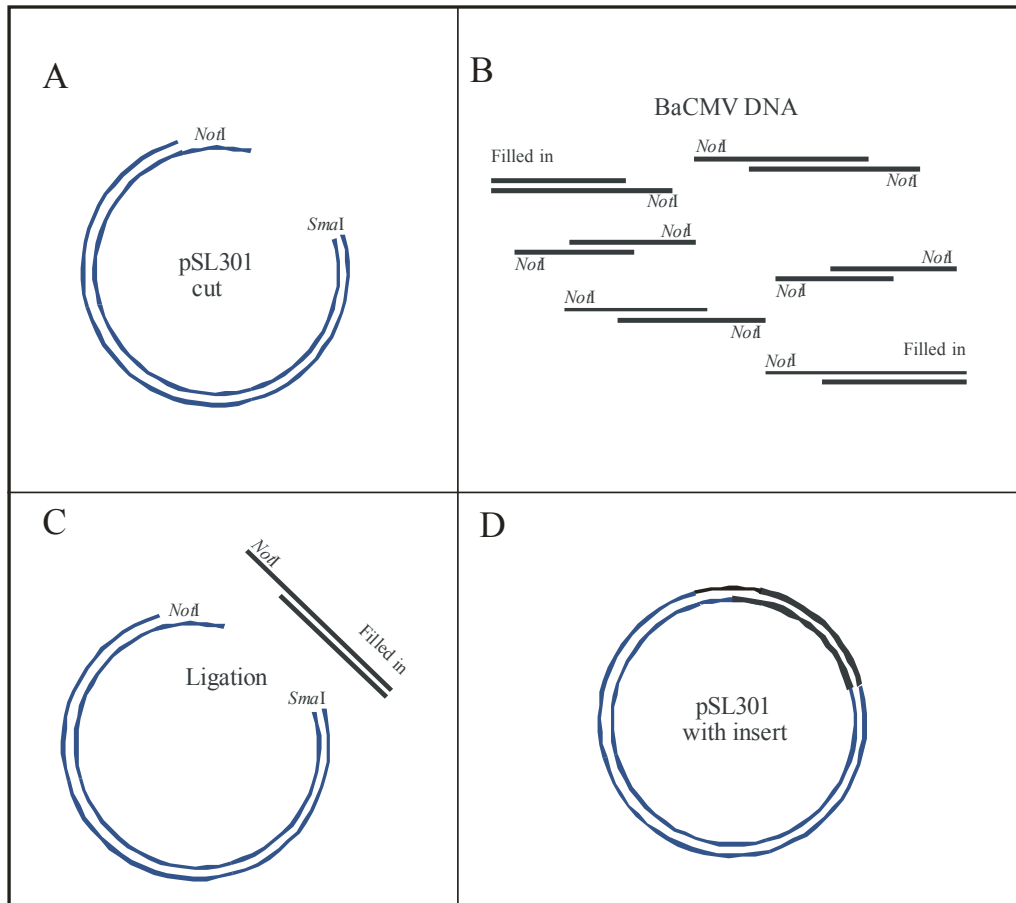 A
NotI
SmaI
pSL301
cut
B
BaCMV DNA
Filled in
NotI
NotI
NotI
NotI
NotI
NotI
NotI
NotI
NotI
NotI
Filled in
C
NotI
NotI
Filled in
Ligation
SmaI
D
pSL301
with insert